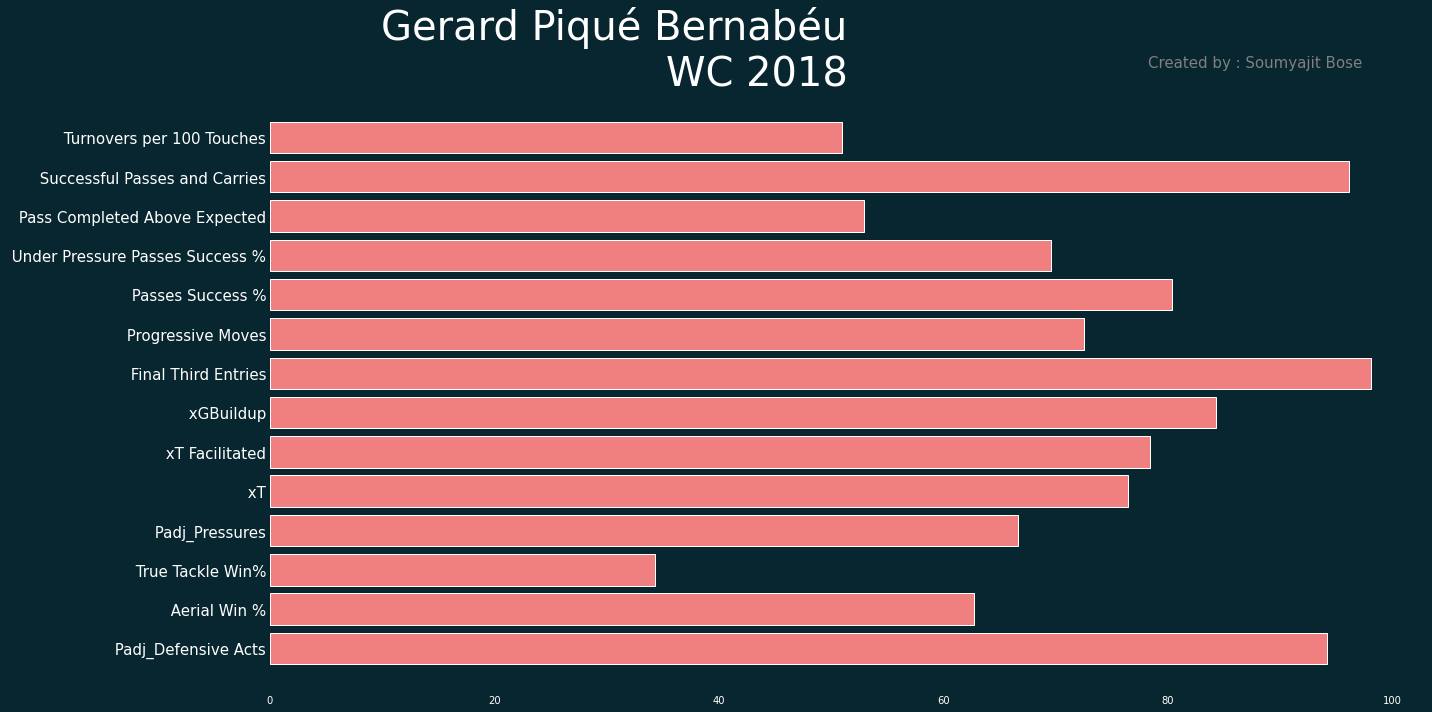 Gerard Piqué Bernabéu
WC 2018
Created by : Soumyajit Bose
Turnovers per 100 Touches
Successful Passes and Carries
Pass Completed Above Expected
Under Pressure Passes Success %
Passes Success %
Progressive Moves
Final Third Entries
xGBuildup
xT Facilitated
xT
Padj_Pressures
True Tackle Win%
Aerial Win %
Padj_Defensive Acts
0 20 40 60 80 100